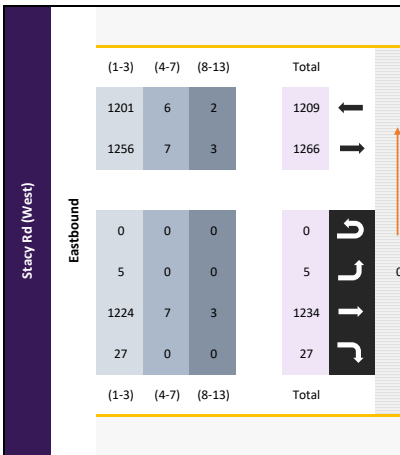 Stacy Rd (West)
Eastbound
(1-3) (4-7) (8-13) Total
1201 6 2 1209
1256 7 3 1266
0 0 0 0
5 0 0 5
1224 7 3 1234
27 0 0 27
(1-3) (4-7) (8-13) Total